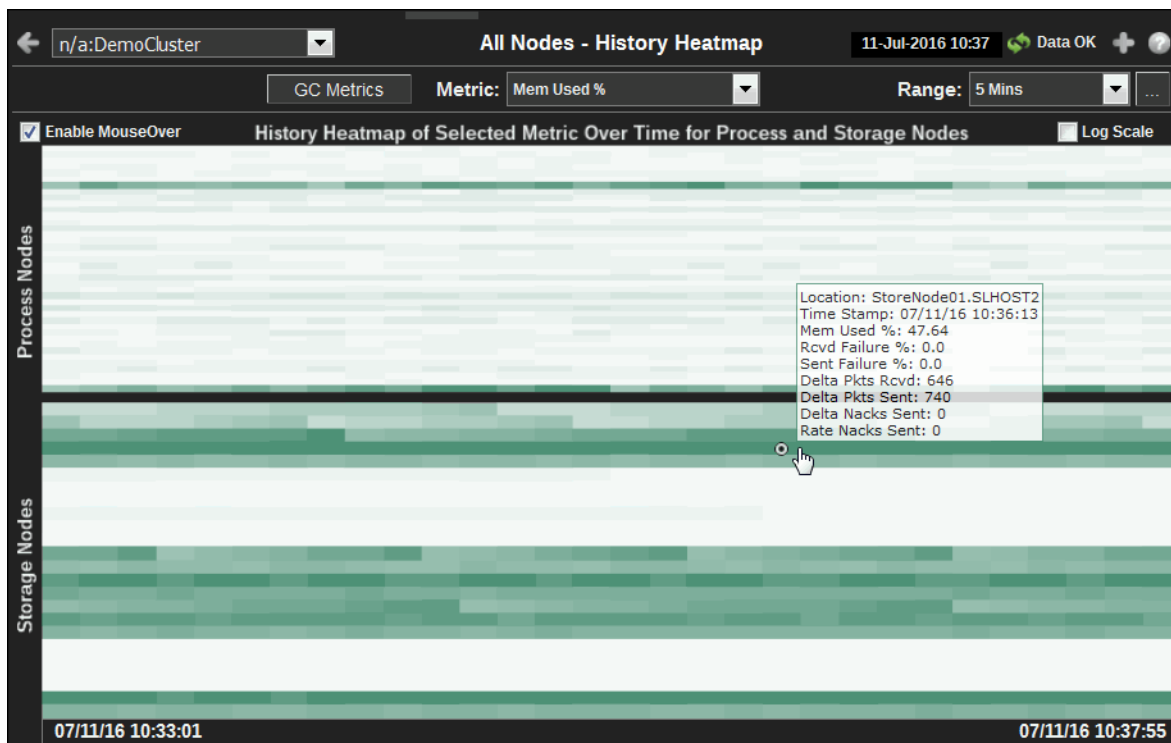 n/a:DemoCluster All Nodes - History Heatmap 11-Jul-2016 10:37 Data OK ?
GC Metrics Metric: Mem Used % Range: 5 Mins ...
Enable MouseOver History Heatmap of Selected Metric Over Time for Process and Storage Nodes Log Scale
Process Nodes
Location: StoreNode01.SLHOST2
Time Stamp: 07/11/16 10:36:13
Mem Used %: 47.64
Rcvd Failure %: 0.0
Sent Failure %: 0.0
Delta Pkts Rcvd: 646
Delta Pkts Sent: 740
Delta Nacks Sent: 0
Rate Nacks Sent: 0
Storage Nodes
07/11/16 10:33:01 07/11/16 10:37:55